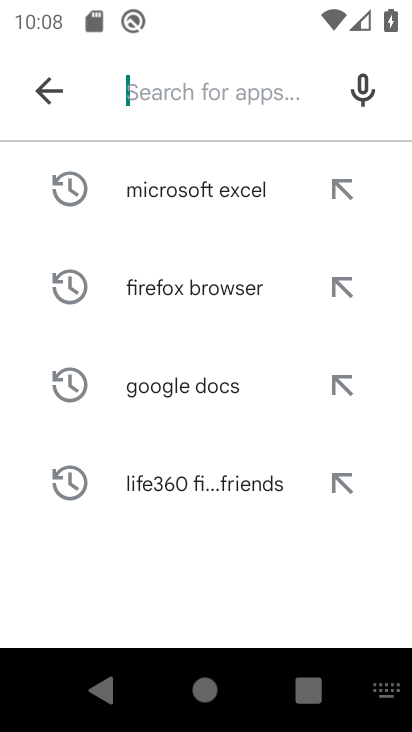 10:08
Search for apps...
microsoft excel
firefox browser
google docs
life360 fi...friends